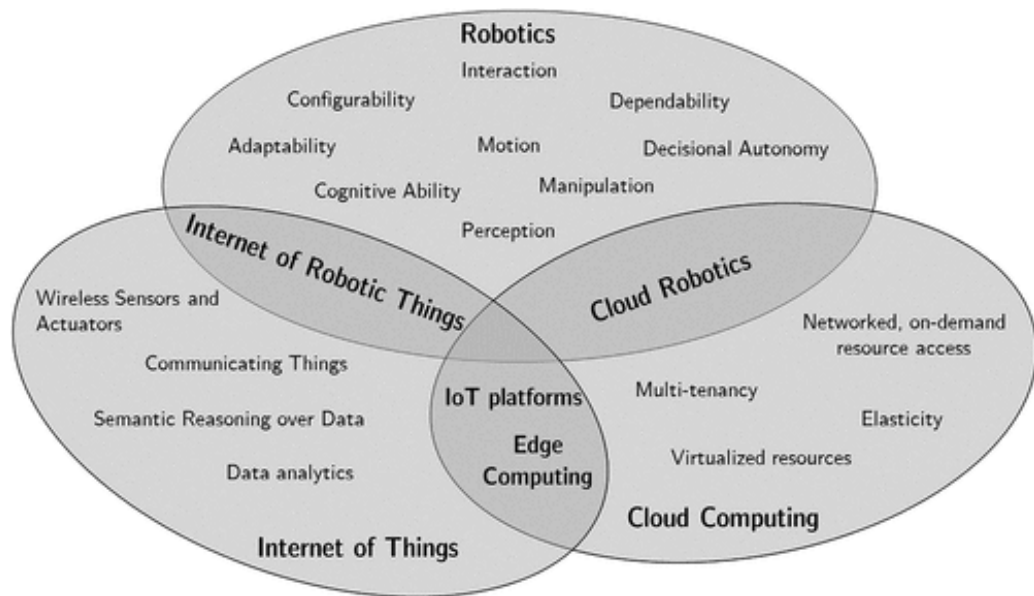 Robotics
Interaction
Configurability
Dependability
Adaptability
Motion
Decisional Autonomy
Cognitive Ability
Manipulation
Perception
Internet of Robotic Things
Cloud Robotics
Wireless Sensors and
Actuators
Communicating Things
Semantic Reasoning over Data
Data analytics
Internet of Things
IoT platforms
Edge
Computing
Networked, on-demand
resource access
Multi-tenancy
Elasticity
Virtualized resources
Cloud Computing